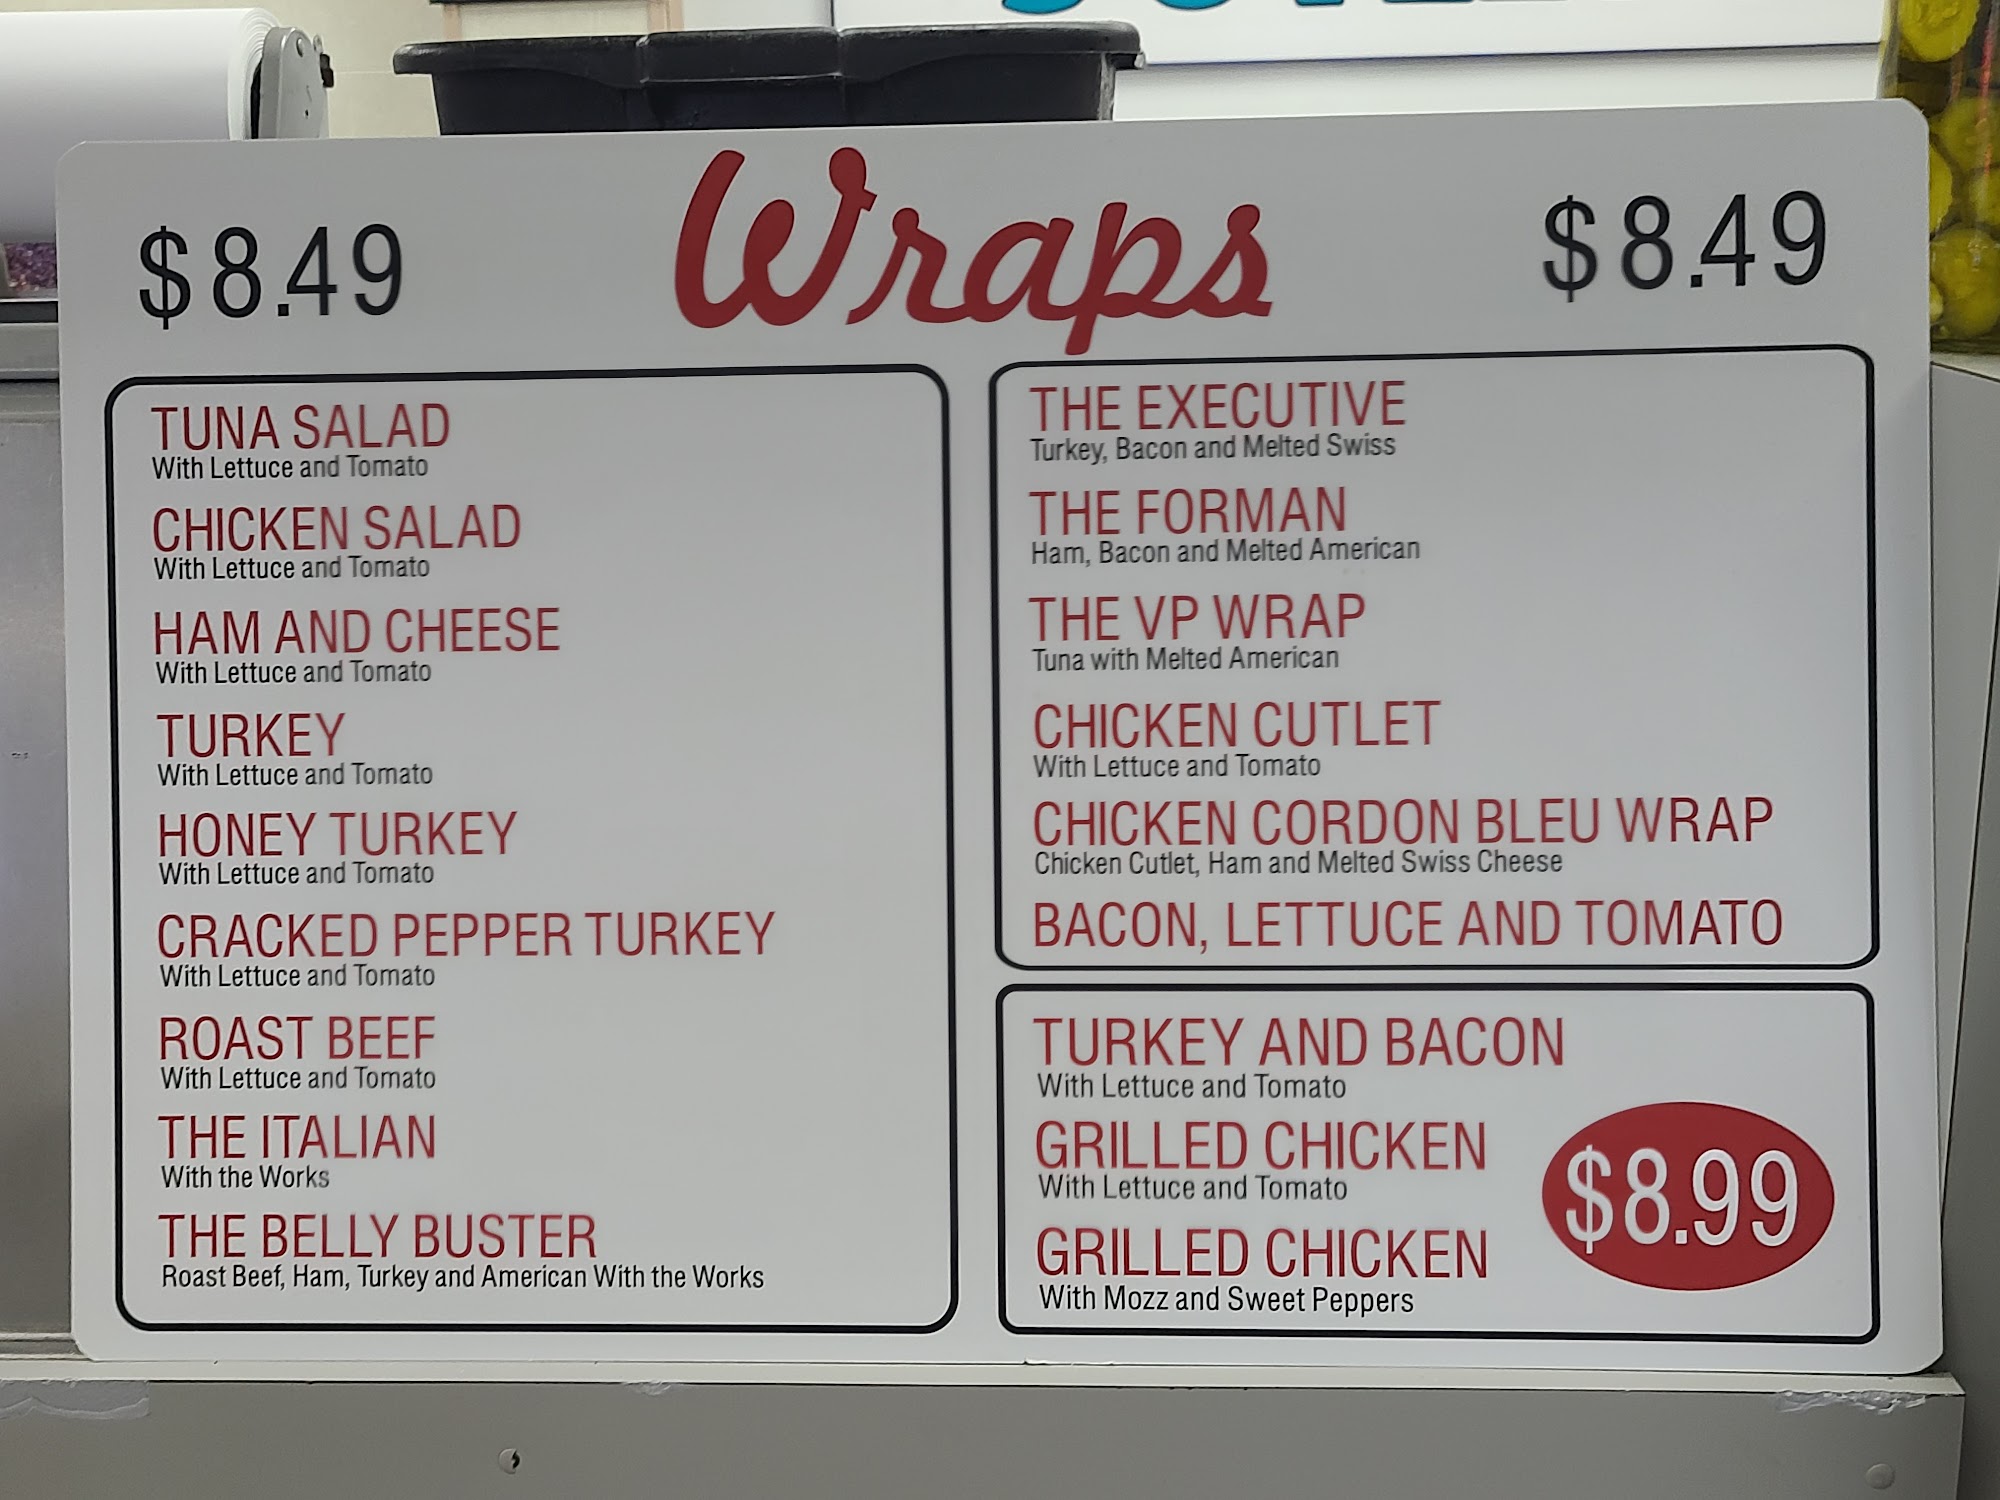 $8.49 Wraps $8.49
TUNA SALAD
With Lettuce and Tomato
CHICKEN SALAD
With Lettuce and Tomato
HAM AND CHEESE
With Lettuce and Tomato
TURKEY
With Lettuce and Tomato
HONEY TURKEY
With Lettuce and Tomato
CRACKED PEPPER TURKEY
With Lettuce and Tomato
ROAST BEEF
With Lettuce and Tomato
THE ITALIAN
With the Works
THE BELLY BUSTER
Roast Beef, Ham, Turkey and American With the Works
THE EXECUTIVE
Turkey, Bacon and Melted Swiss
THE FORMAN
Ham, Bacon and Melted American
THE VP WRAP
Tuna with Melted American
CHICKEN CUTLET
With Lettuce and Tomato
CHICKEN CORDON BLEU WRAP
Chicken Cutlet, Ham and Melted Swiss Cheese
BACON, LETTUCE AND TOMATO
TURKEY AND BACON
With Lettuce and Tomato
GRILLED CHICKEN
With Lettuce and Tomato
GRILLED CHICKEN
With Mozz and Sweet Peppers
$8.99